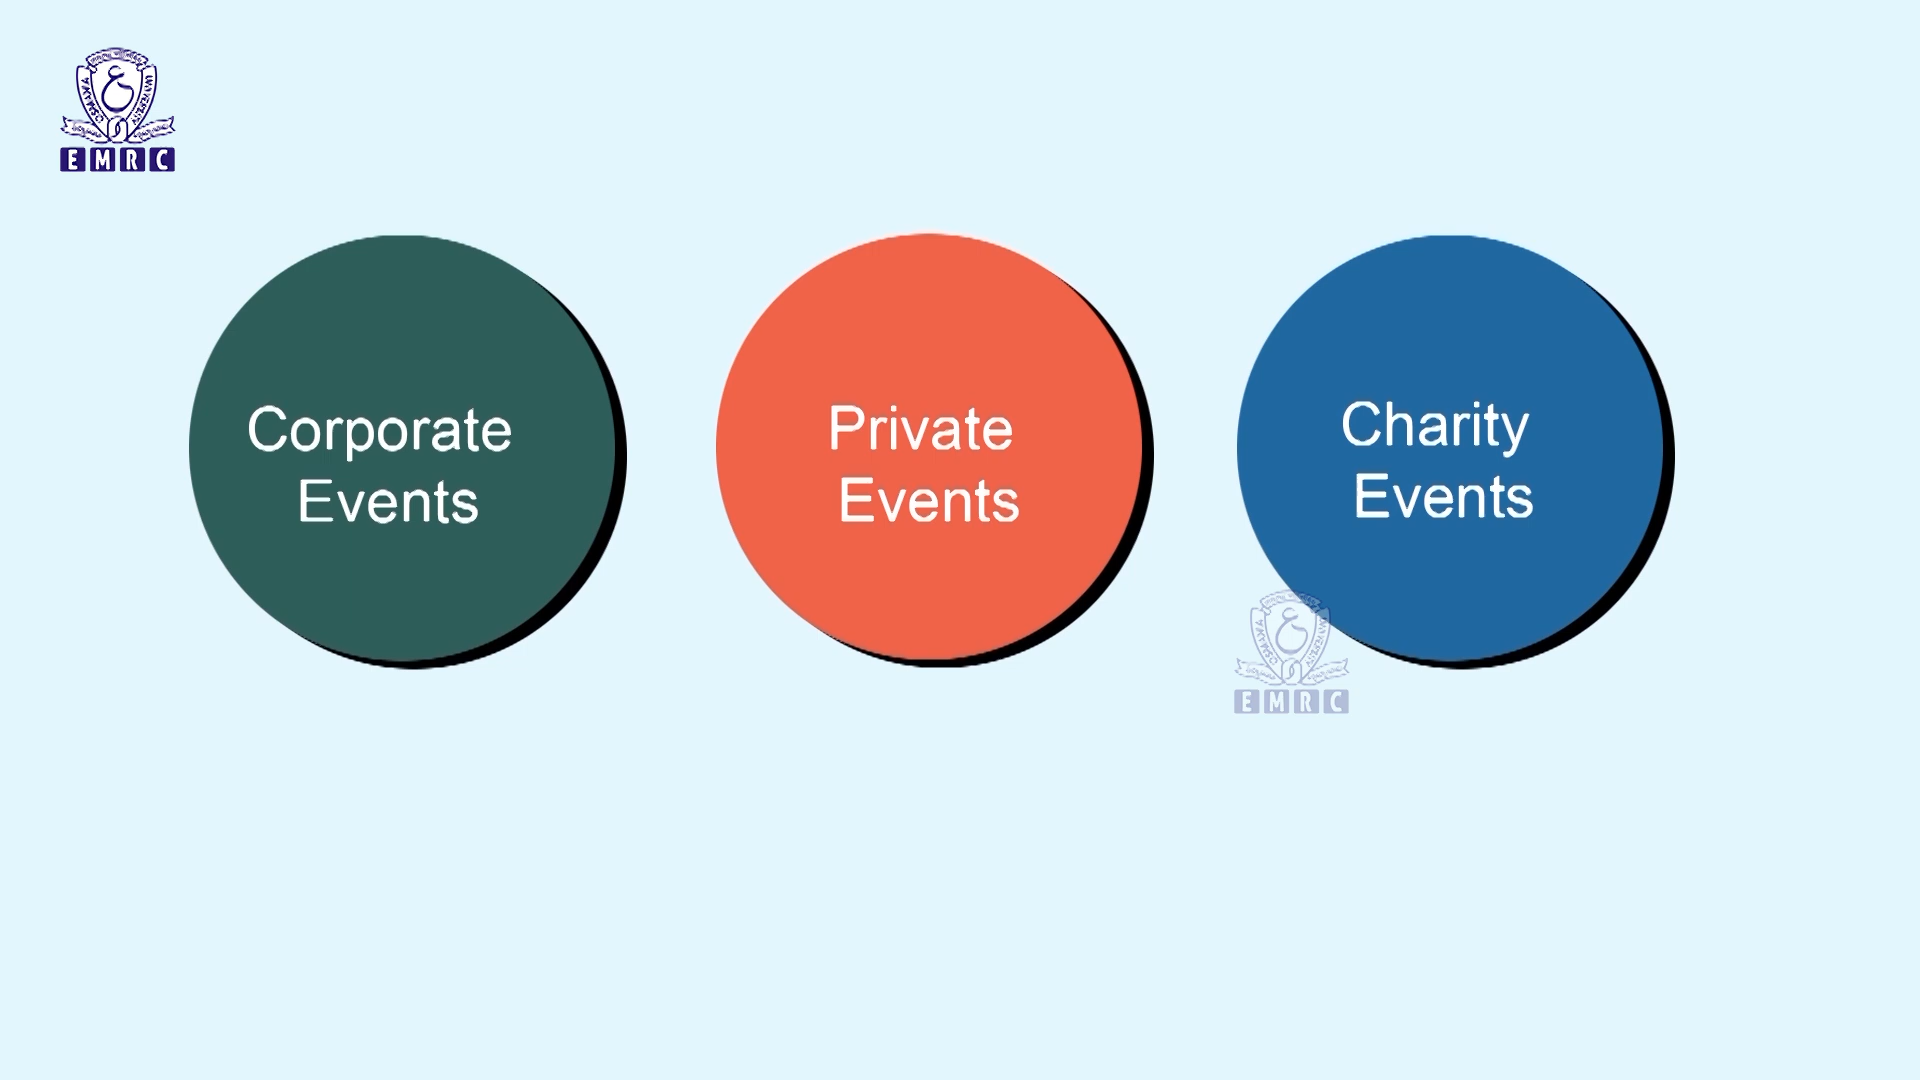 EMRC
Corporate
Events
Private
Events
Charity
Events
EMRC